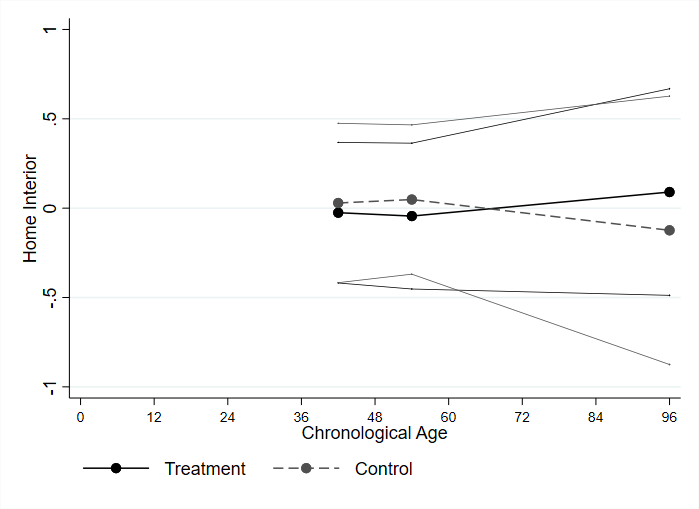 1
.5
0
-.5
-1
Home Interior
0 12 24 36 48 60 72 84 96
Chronological Age
Treatment Control